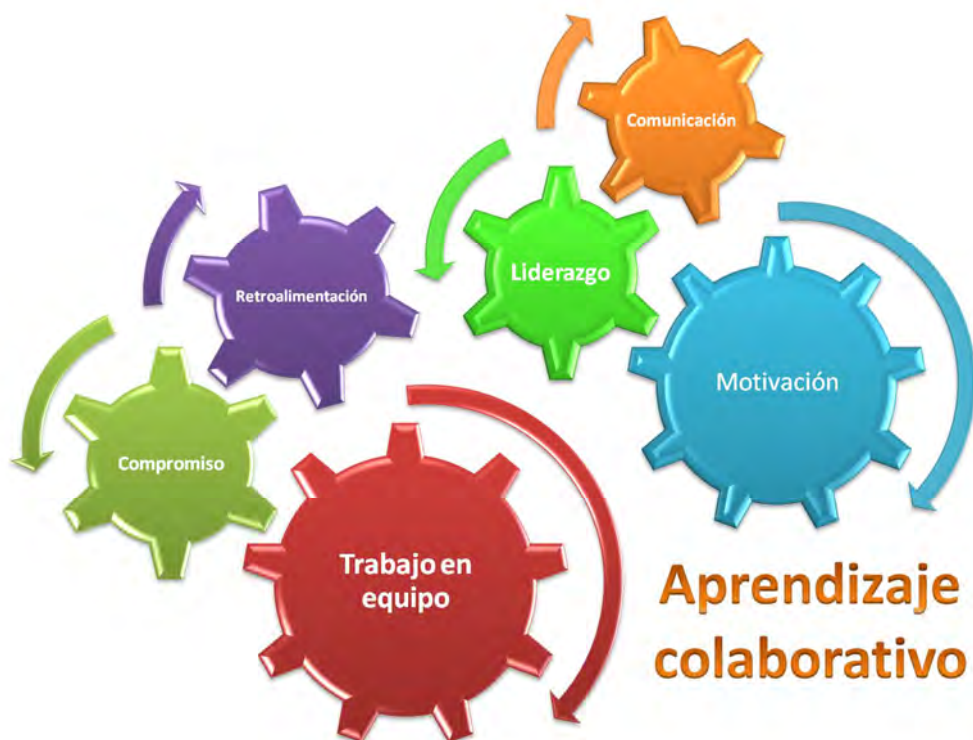 Comunicación
Liderazgo
Retroalimentación
Motivación
Compromiso
Trabajo en
equipo
Aprendizaje
colaborativo